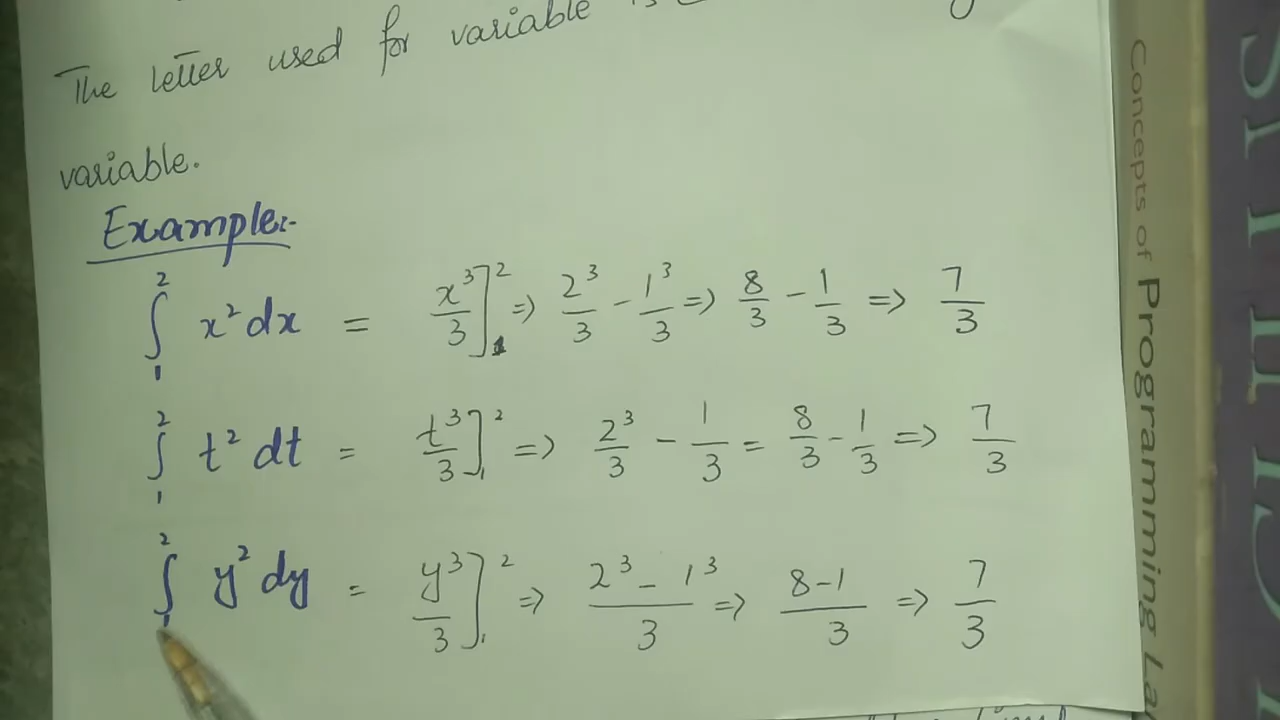 The letter used for variable is
variable.
Example:-
∫₁² x² dx = x³/3]₁² => 2³/3 - 1³/3 => 8/3 - 1/3 => 7/3
∫₁² t² dt = t³/3]₁² => 2³/3 - 1/3 = 8/3 - 1/3 => 7/3
∫₁² y² dy = y³/3]₁² => (2³ - 1³)/3 => (8-1)/3 => 7/3
Concepts of Programming